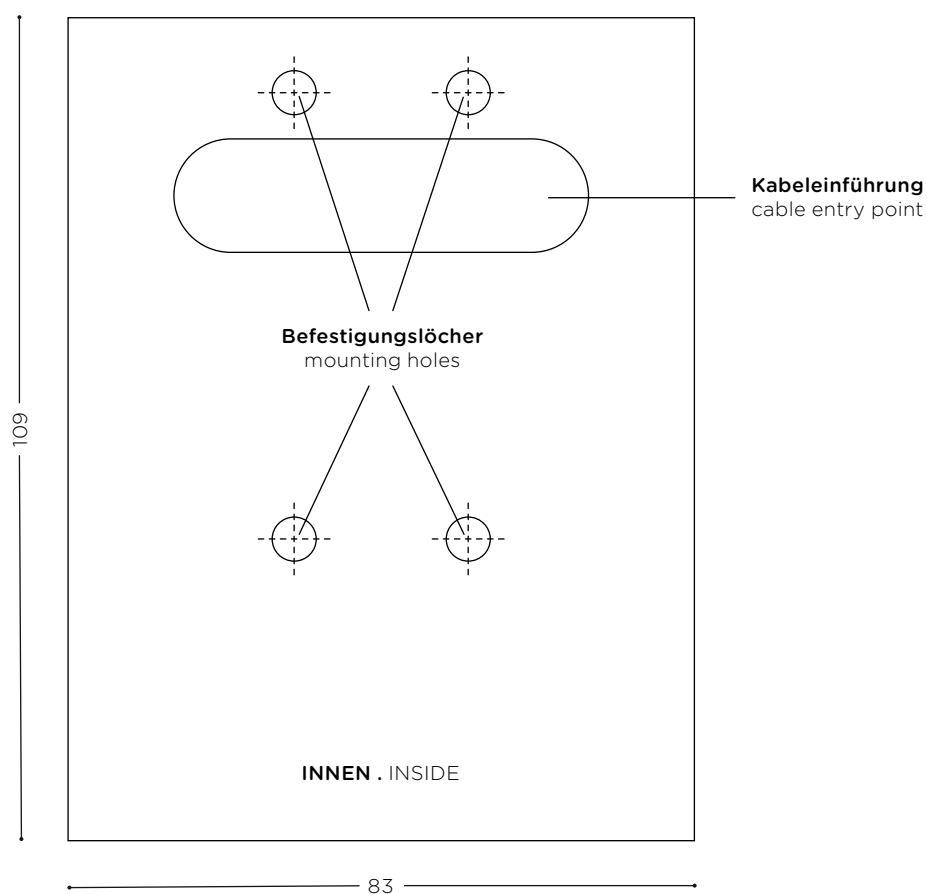 Kabeleinführung
cable entry point
Befestigungslöcher
mounting holes
109
INNEN . INSIDE
83